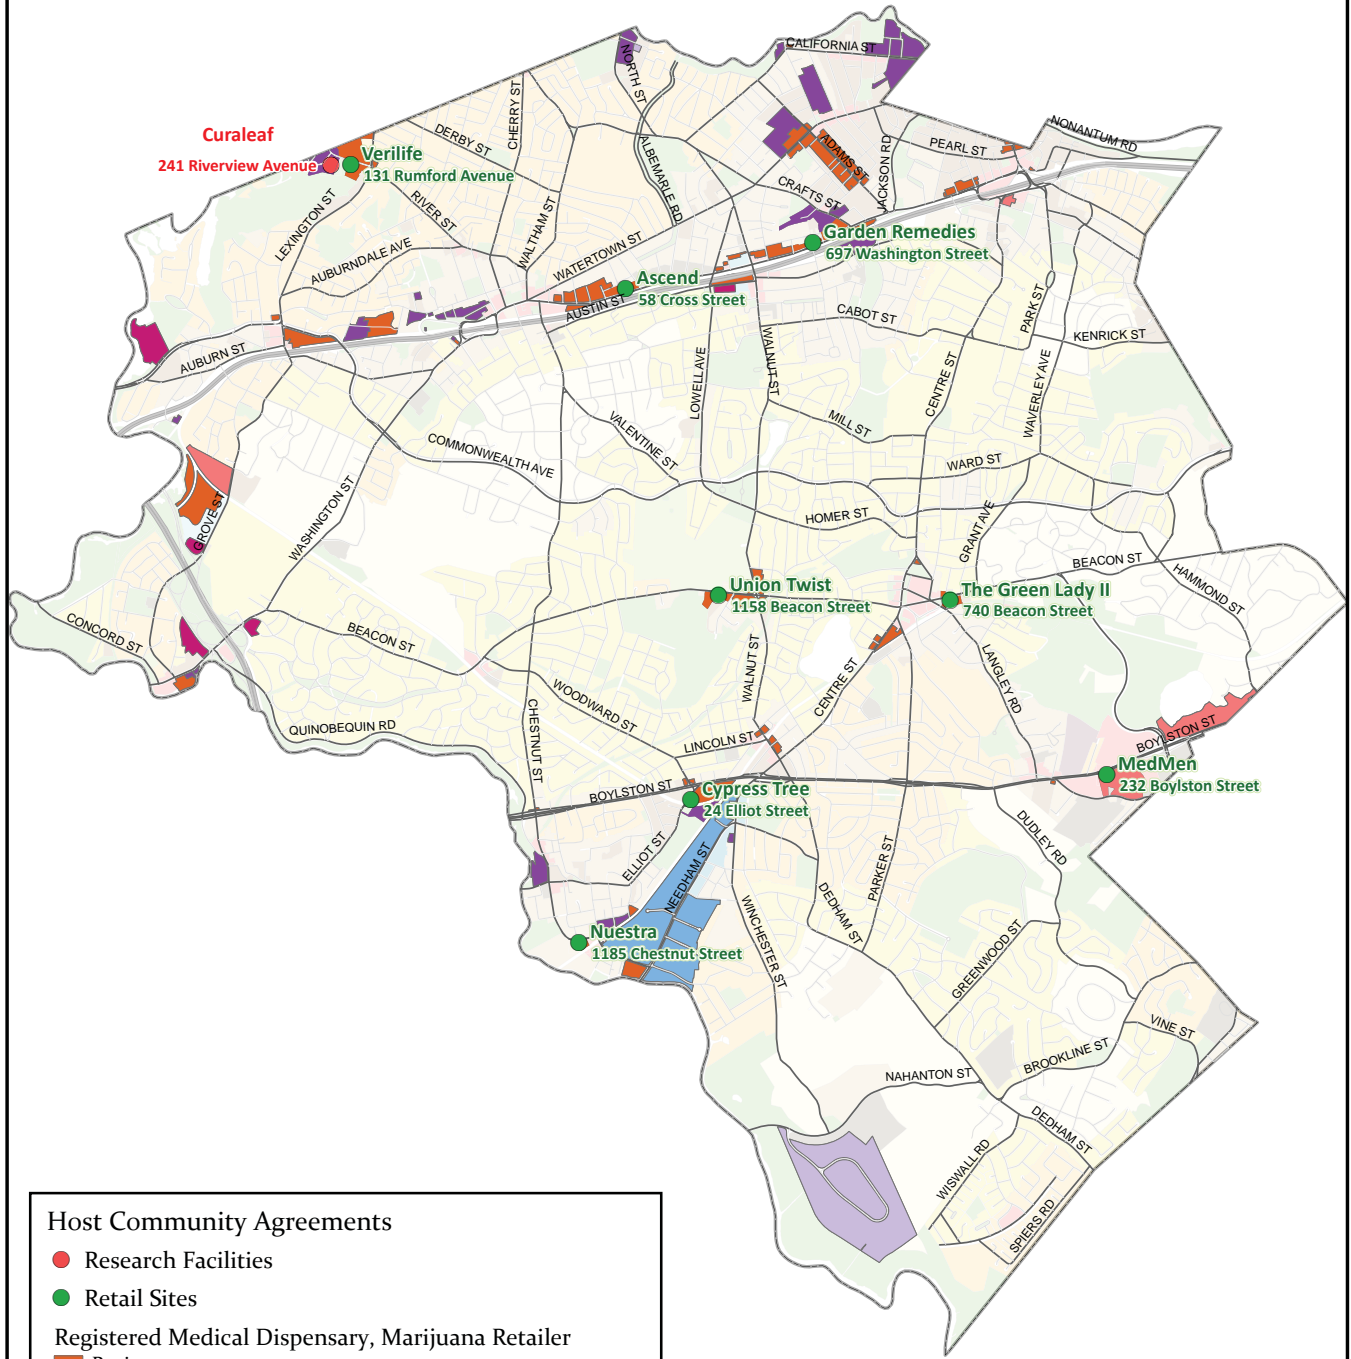 CALIFORNIA ST
NORTH ST
CHERRY ST
DERBY ST
ALBEMARLE RD
ADAMS ST
JACKSON RD
PEARL ST
NONANTUM RD
Curaleaf
241 Riverview Avenue
Verilife
131 Rumford Avenue
CRAFTS ST
LEXINGTON ST
RIVER ST
WALTHAM ST
AUBURNDALE AVE
WATERTOWN ST
Garden Remedies
697 Washington Street
Ascend
58 Cross Street
AUSTIN ST
CABOT ST
PARK ST
KENRICK ST
AUBURN ST
LOWELL AVE
WALNUT ST
CENTRE ST
WAVERLEY AVE
MILL ST
VALENTINE ST
COMMONWEALTH AVE
WARD ST
GROVE ST
WASHINGTON ST
HOMER ST
GRANT AVE
BEACON ST
HAMMOND ST
Union Twist
1158 Beacon Street
The Green Lady II
740 Beacon Street
CONCORD ST
BEACON ST
WALNUT ST
CENTRE ST
LANGLEY RD
WOODWARD ST
QUINOBEQUIN RD
CHESTNUT ST
LINCOLN ST
BOYLSTON ST
MedMen
232 Boylston Street
BOYLSTON ST
Cypress Tree
24 Elliot Street
ELLIOT ST
NEEDHAM ST
DUDLEY RD
PARKER ST
DEDHAM ST
WINCHESTER ST
Nuestra
1185 Chestnut Street
GREENWOOD ST
VINE ST
BROOKLINE ST
NAHANTON ST
DEDHAM ST
WISWALL RD
SPIERS RD
Host Community Agreements
Research Facilities
Retail Sites
Registered Medical Dispensary, Marijuana Retailer